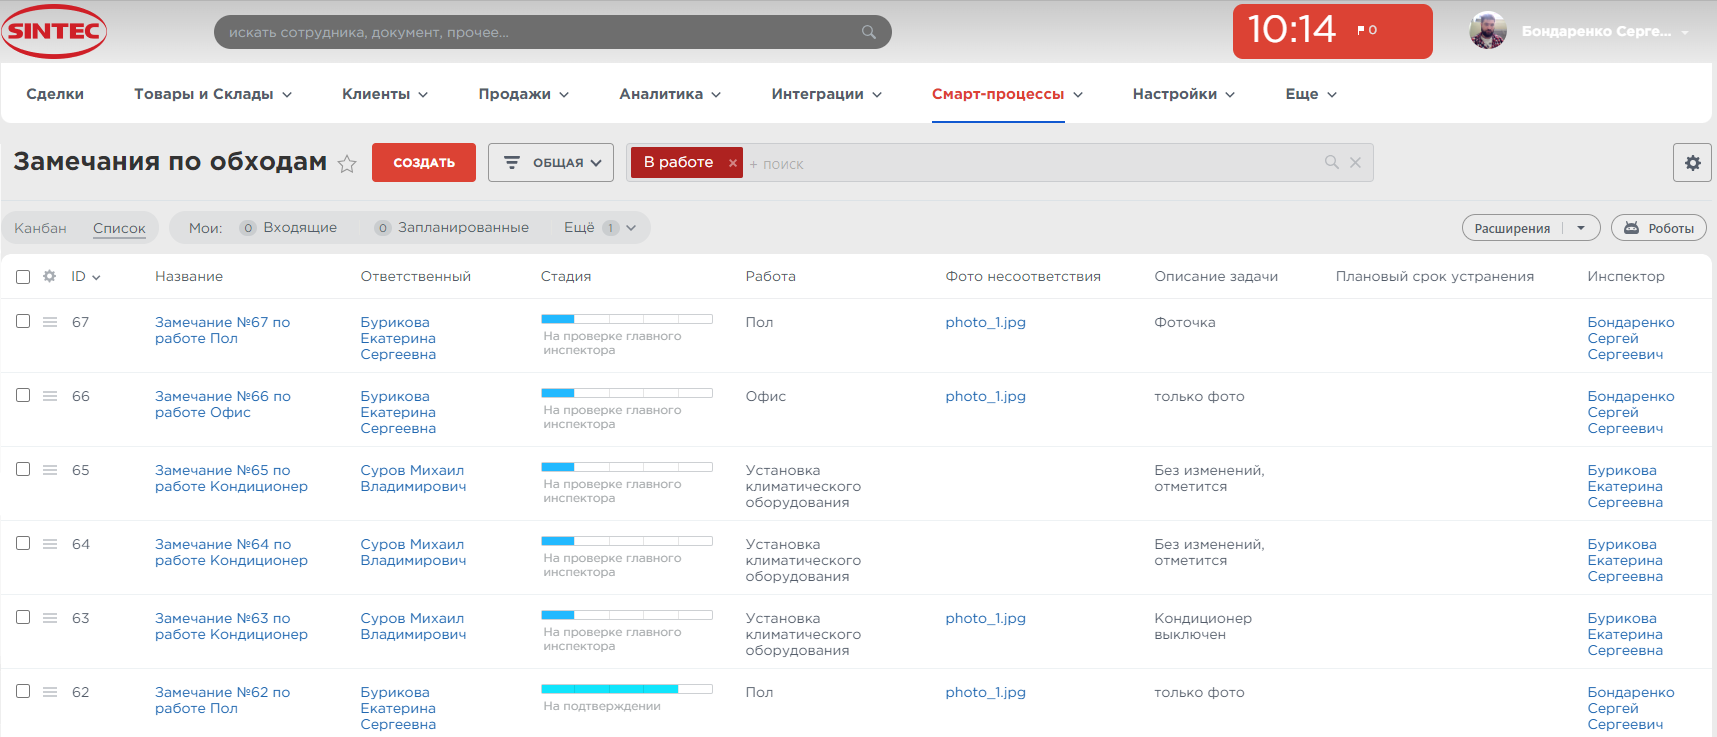 SINTEC
искать сотрудника, документ, прочее...
10:14
0
Бондаренко Серге...
Сделки
Товары и Склады
Клиенты
Продажи
Аналитика
Интеграции
Смарт-процессы
Настройки
Еще
Замечания по обходам
СОЗДАТЬ
ОБЩАЯ
В работе ×
+ поиск
Канбан
Список
Мои:
0 Входящие
0 Запланированные
Ещё 1
Расширения
Роботы
ID
Название
Ответственный
Стадия
Работа
Фото несоответствия
Описание задачи
Плановый срок устранения
Инспектор
67
Замечание №67 по
работе Пол
Бурикова
Екатерина
Сергеевна
На проверке главного
инспектора
Пол
photo_1.jpg
Фоточка
Бондаренко
Сергей
Сергеевич
66
Замечание №66 по
работе Офис
Бурикова
Екатерина
Сергеевна
На проверке главного
инспектора
Офис
photo_1.jpg
только фото
Бондаренко
Сергей
Сергеевич
65
Замечание №65 по
работе Кондиционер
Суров Михаил
Владимирович
На проверке главного
инспектора
Установка
климатического
оборудования
Без изменений,
отметится
Бурикова
Екатерина
Сергеевна
64
Замечание №64 по
работе Кондиционер
Суров Михаил
Владимирович
На проверке главного
инспектора
Установка
климатического
оборудования
Без изменений,
отметится
Бурикова
Екатерина
Сергеевна
63
Замечание №63 по
работе Кондиционер
Суров Михаил
Владимирович
На проверке главного
инспектора
Установка
климатического
оборудования
photo_1.jpg
Кондиционер
выключен
Бурикова
Екатерина
Сергеевна
62
Замечание №62 по
работе Пол
Бурикова
Екатерина
Сергеевна
На подтверждении
Пол
photo_1.jpg
только фото
Бондаренко
Сергей
Сергеевич